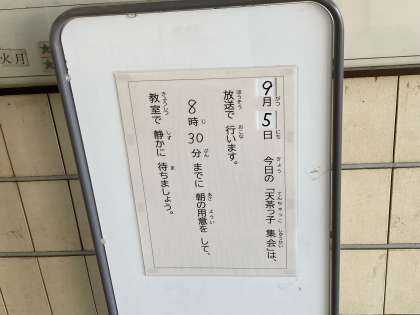 9月5日 今日の「天茶っ子 集会」は、
放送で 行います。
8時30分までに 朝の用意を して、
教室で 静かに 待ちましょう。
火 月